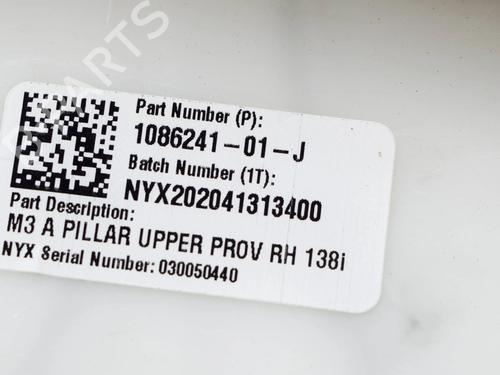 PARTS
Part Number (P):
1086241-01-J
Batch Number (1T):
NYX202041313400
Part Description:
M3 A PILLAR UPPER PROV RH 138i
NYX Serial Number: 030050440